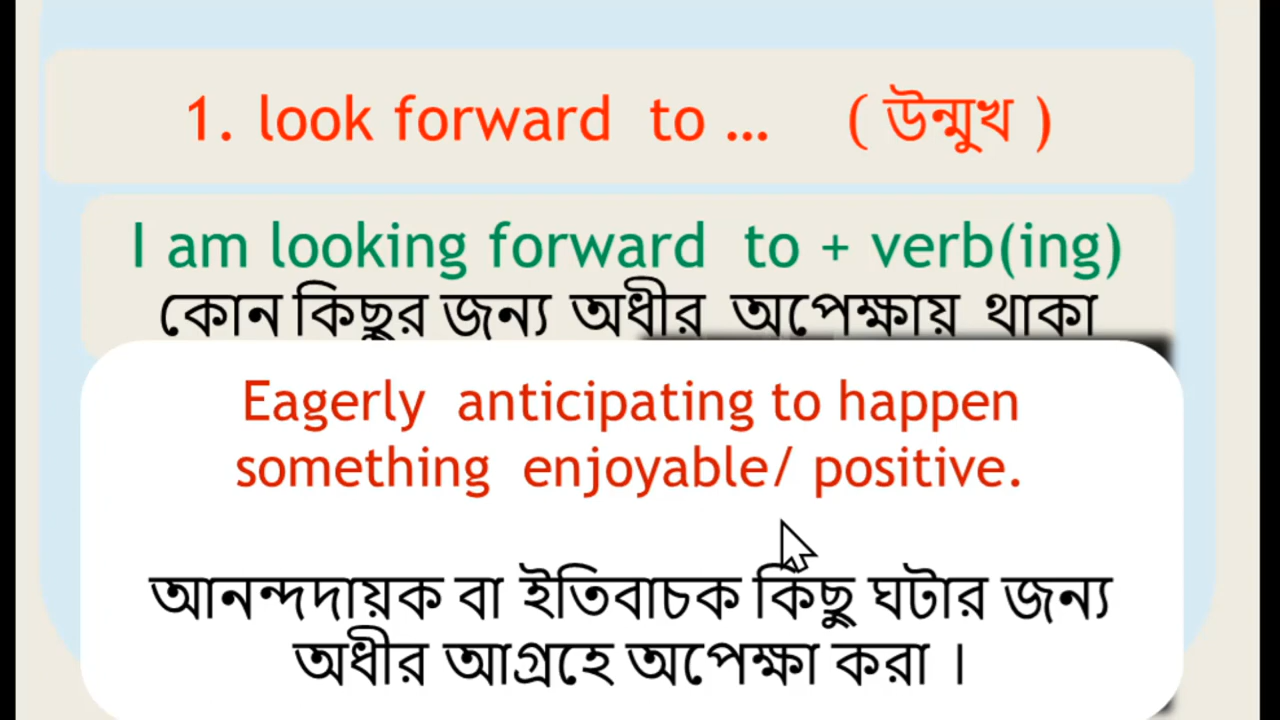 1. look forward to ... ( উন্মুখ )
I am looking forward to + verb(ing)
কোন কিছুর জন্য অধীর অপেক্ষায় থাকা
Eagerly anticipating to happen
something enjoyable/ positive.
আনন্দদায়ক বা ইতিবাচক কিছু ঘটার জন্য
অধীর আগ্রহে অপেক্ষা করা ।